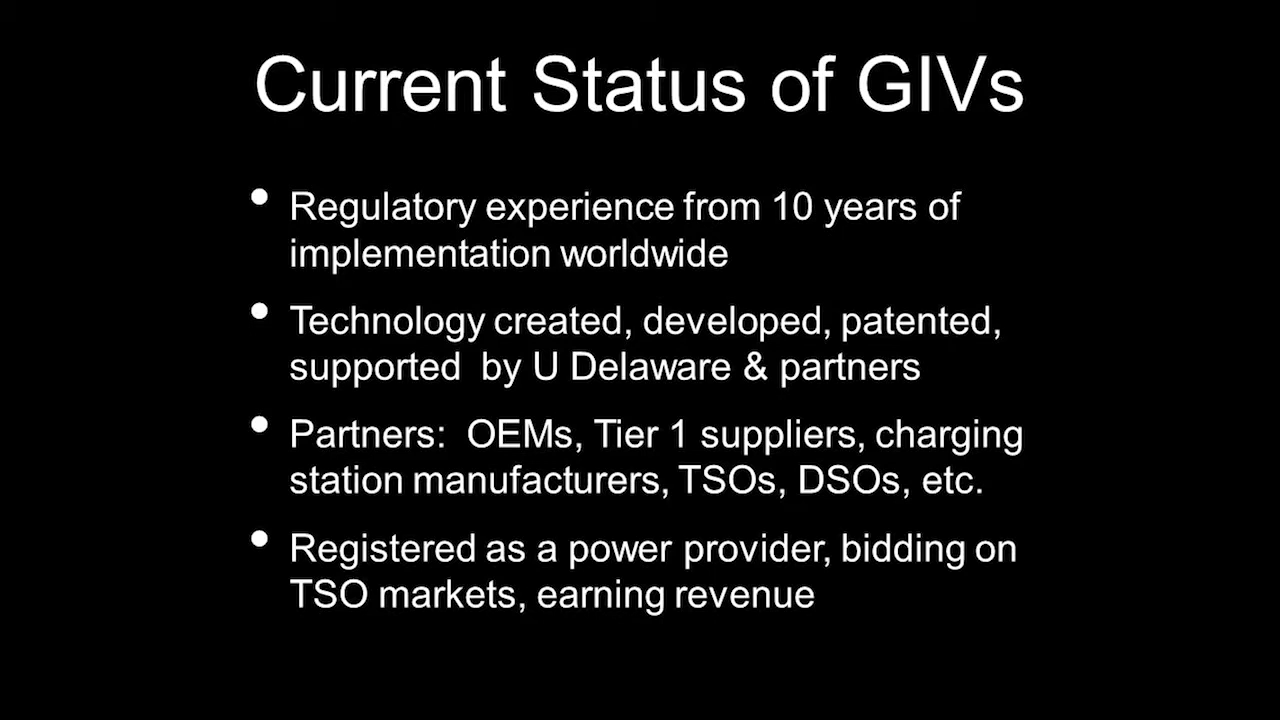 Current Status of GIVs
• Regulatory experience from 10 years of
implementation worldwide
• Technology created, developed, patented,
supported  by U Delaware & partners
• Partners:  OEMs, Tier 1 suppliers, charging
station manufacturers, TSOs, DSOs, etc.
• Registered as a power provider, bidding on
TSO markets, earning revenue